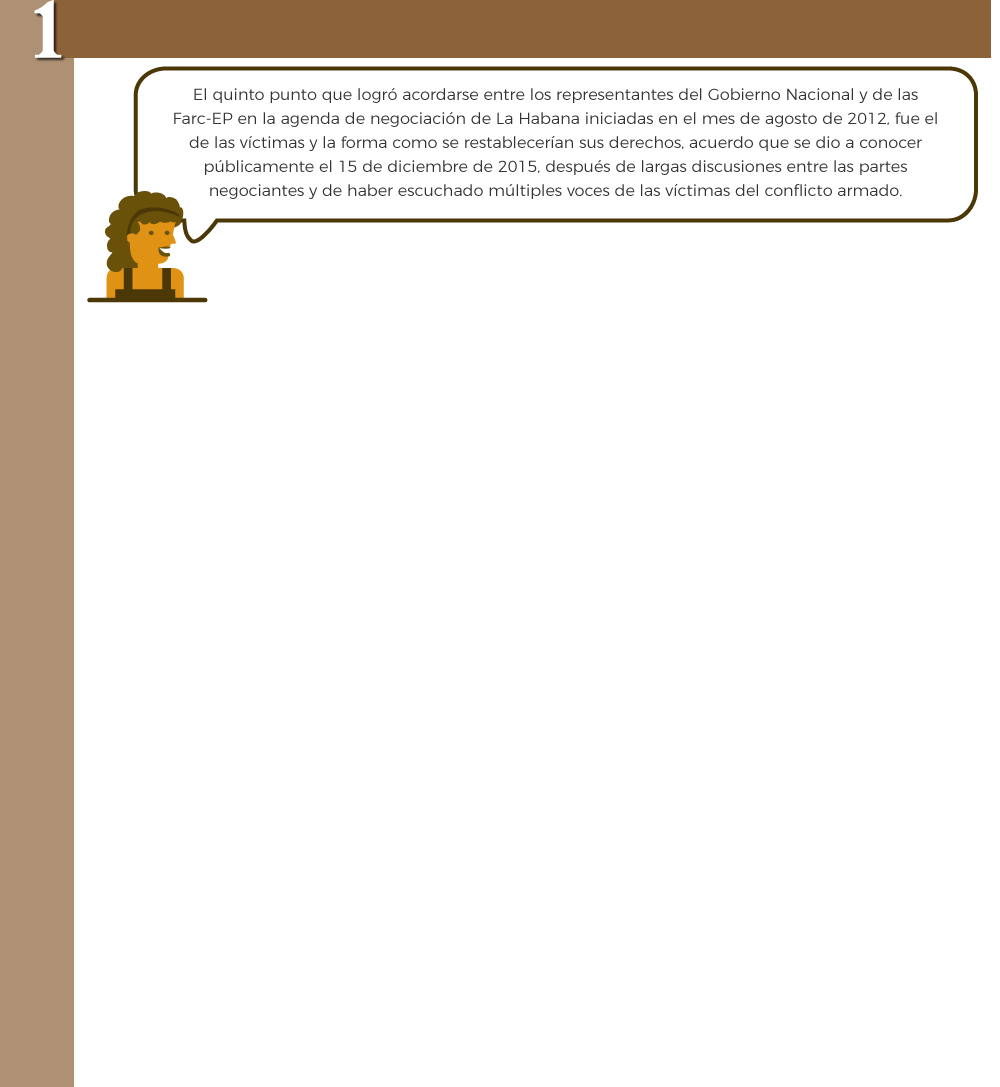 1
El quinto punto que logró acordarse entre los representantes del Gobierno Nacional y de las
Farc-EP en la agenda de negociación de La Habana iniciadas en el mes de agosto de 2012, fue el
de las víctimas y la forma como se restablecerían sus derechos, acuerdo que se dio a conocer
públicamente el 15 de diciembre de 2015, después de largas discusiones entre las partes
negociantes y de haber escuchado múltiples voces de las víctimas del conflicto armado.